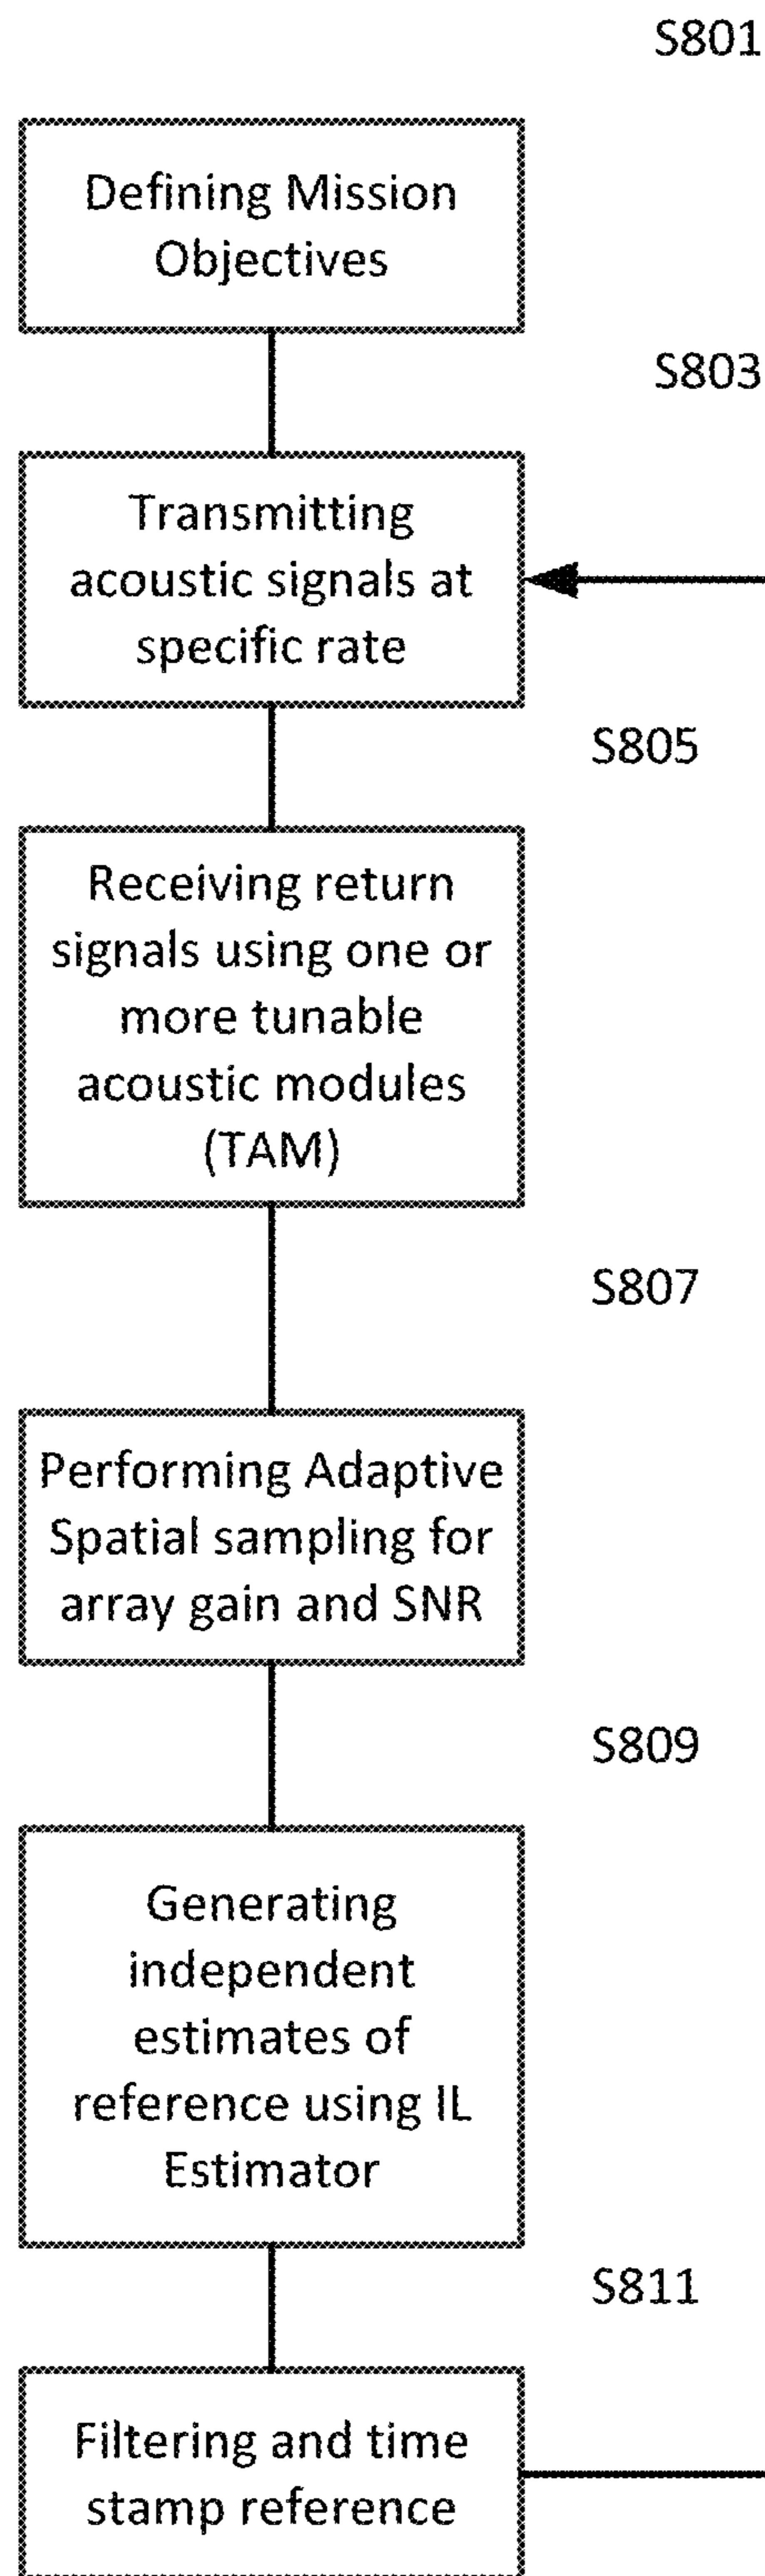 S801
Defining Mission
Objectives
S803
Transmitting
acoustic signals at
specific rate
S805
Receiving return
signals using one or
more tunable
acoustic modules
(TAM)
S807
Performing Adaptive
Spatial sampling for
array gain and SNR
S809
Generating
independent
estimates of
reference using IL
Estimator
S811
Filtering and time
stamp reference